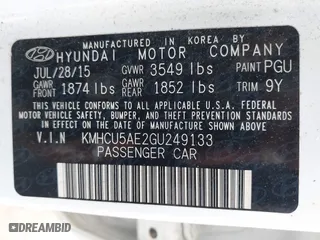 MANUFACTURED BY
HYUNDAI MOTOR COMPANY
JUL/28/15 GVWR 3549 lbs PAINT PGU
GAWR FRONT 1874 lbs GAWR REAR 1852 lbs TRIM 9Y
THIS VEHICLE CONFORMS TO ALL APPLICABLE U.S. FEDERAL
MOTOR VEHICLE SAFETY, BUMPER, AND THEFT PREVENTION
STANDARDS IN EFFECT ON THE DATE OF MANUFACTURE
SHOWN ABOVE.
V.I.N KMHCU5AE2GU249133
PASSENGER CAR
DREAMBID